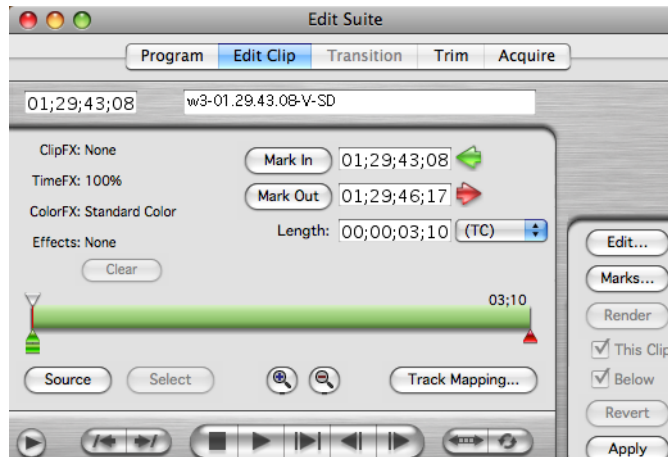 Edit Suite
Program Edit Clip Transition Trim Acquire
01;29;43;08 w3-01.29.43.08-V-SD
ClipFX: None
Mark In 01;29;43;08
TimeFX: 100%
Mark Out 01;29;46;17
ColorFX: Standard Color
Length: 00;00;03;10 (TC)
Effects: None
Clear
03;10
Source Select Track Mapping...
Edit...
Marks...
Render
This Clip
Below
Revert
Apply